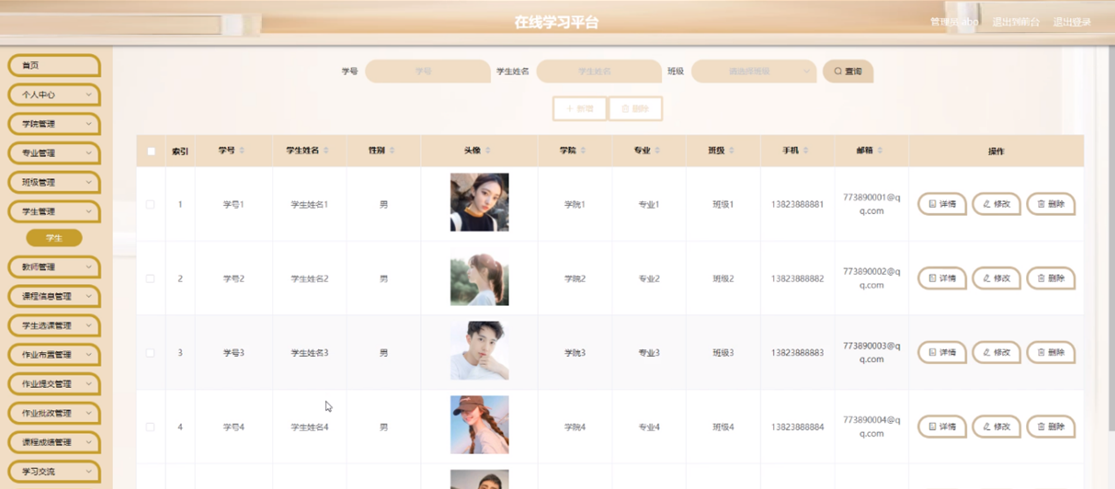 在线学习平台
管理员 abo 退出到前台 退出登录
首页
个人中心
学院管理
专业管理
班级管理
学生管理
学生
教师管理
课程信息管理
学生选课管理
作业布置管理
作业提交管理
作业批改管理
课程成绩管理
学习交流
学号 学号 学生姓名 学生姓名 班级 请选择班级 查询
新增 删除
索引 学号 学生姓名 性别 头像 学院 专业 班级 手机 邮箱 操作
1 学号1 学生姓名1 男 学院1 专业1 班级1 13823888881 773890001@q
q.com 详情 修改 删除
2 学号2 学生姓名2 男 学院2 专业2 班级2 13823888882 773890002@q
q.com 详情 修改 删除
3 学号3 学生姓名3 男 学院3 专业3 班级3 13823888883 773890003@q
q.com 详情 修改 删除
4 学号4 学生姓名4 男 学院4 专业4 班级4 13823888884 773890004@q
q.com 详情 修改 删除